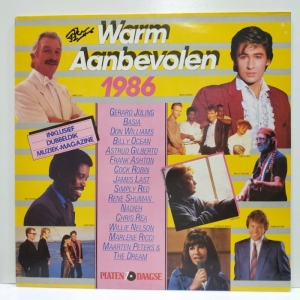 Warm
Aanbevolen
1986
GERARD JOLING
BASIA
DON WILLIAMS
BILLY OCEAN
ASTRUD GILBERTO
FRANK ASHTON
COCK ROBIN
JAMES LAST
SIMPLY RED
RENÉ SHUMAN
NADIEH
CHRIS REA
WILLIE NELSON
MARLENE RICCI
MAARTEN PETERS &
THE DREAM
INKLUSIEF
DUBBELDIK
MUZIEK-MAGAZINE
PLATEN DAAGSE